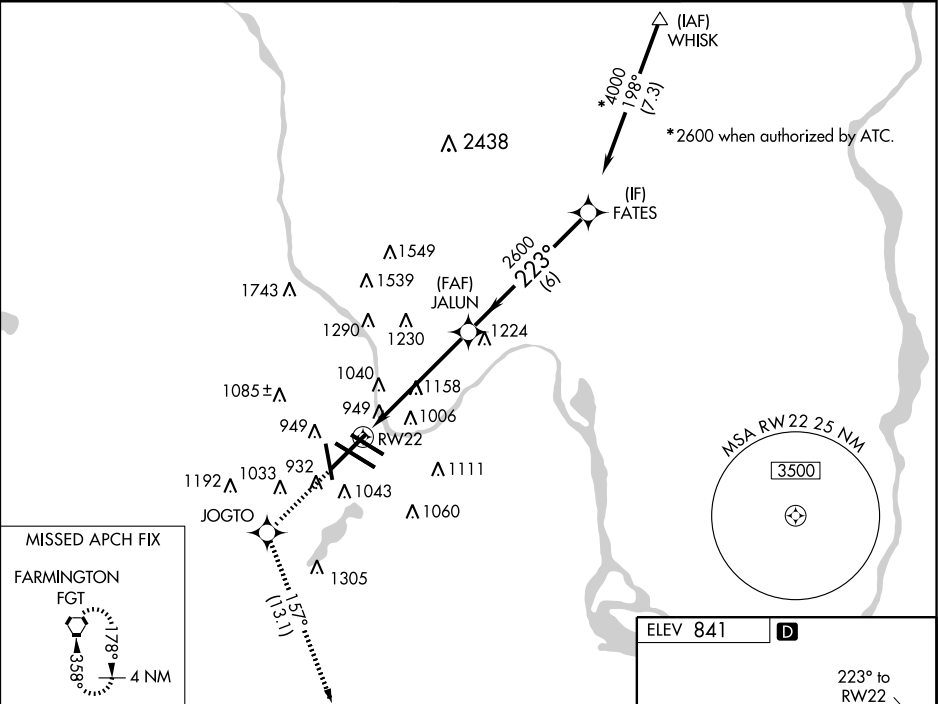 (IAF)
WHISK
*4000
198°
(7.3)
*2600 when authorized by ATC.
2438
(IF)
FATES
2600
223°
(6)
1549
1539
1743
(FAF)
JALUN
1290
1230
1224
1040
1158
1085±
949
1006
949
RW22
1192
1033
932
1111
1043
1060
JOGTO
1305
157°
(13.1)
MSA RW 22 25 NM
3500
MISSED APCH FIX
FARMINGTON
FGT
178°
358°
4 NM
ELEV 841
D
223° to
RW22